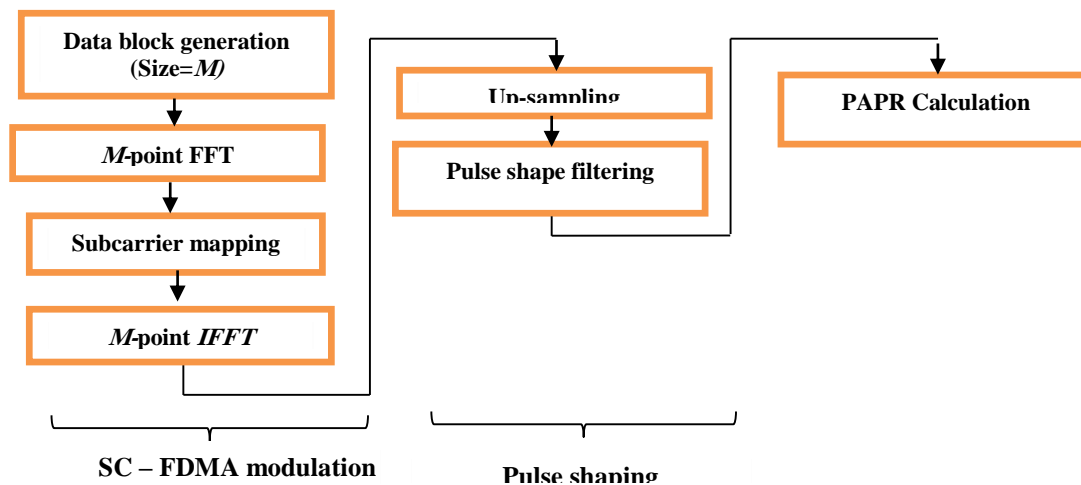 Data block generation
(Size=M)
M-point FFT
Subcarrier mapping
M-point IFFT
SC – FDMA modulation
Up-sampling
Pulse shape filtering
Pulse shaping
PAPR Calculation